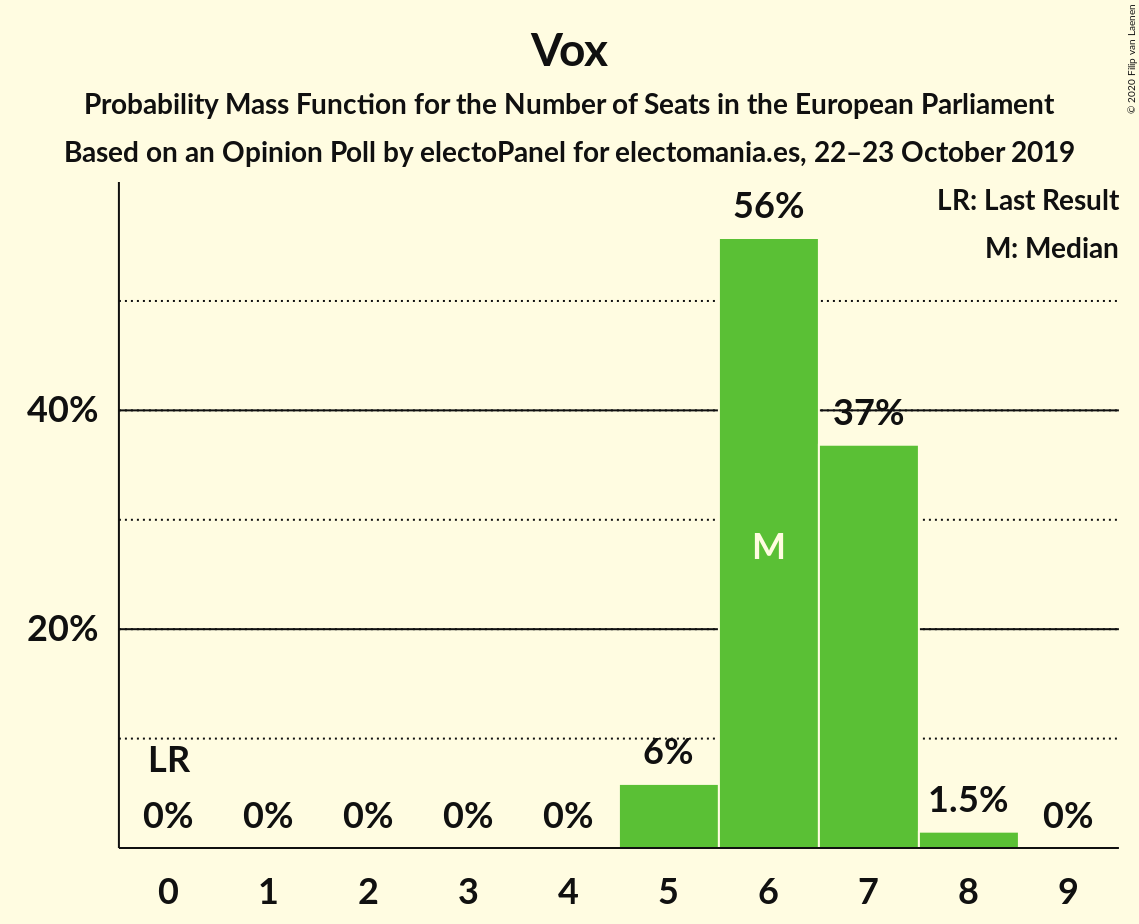 Vox
Probability Mass Function for the Number of Seats in the European Parliament
Based on an Opinion Poll by electoPanel for electomania.es, 22–23 October 2019
© 2020 Filip van Laenen
LR: Last Result
M: Median
56%
40%
37%
M
20%
LR
6%
0% 0% 0% 0% 0% 1.5% 0%
0 1 2 3 4 5 6 7 8 9